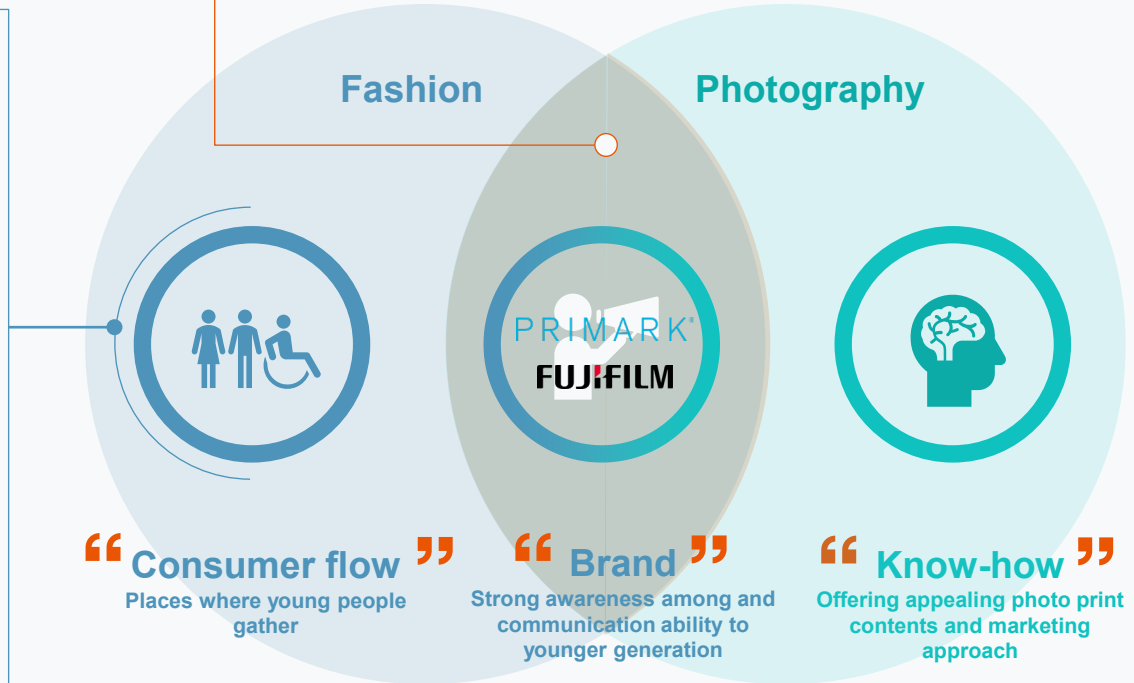 Fashion
Photography
PRIMARK®
FUJIFILM
“ Consumer flow ”
Places where young people
gather
“ Brand ”
Strong awareness among and
communication ability to
younger generation
“ Know-how ”
Offering appealing photo print
contents and marketing
approach